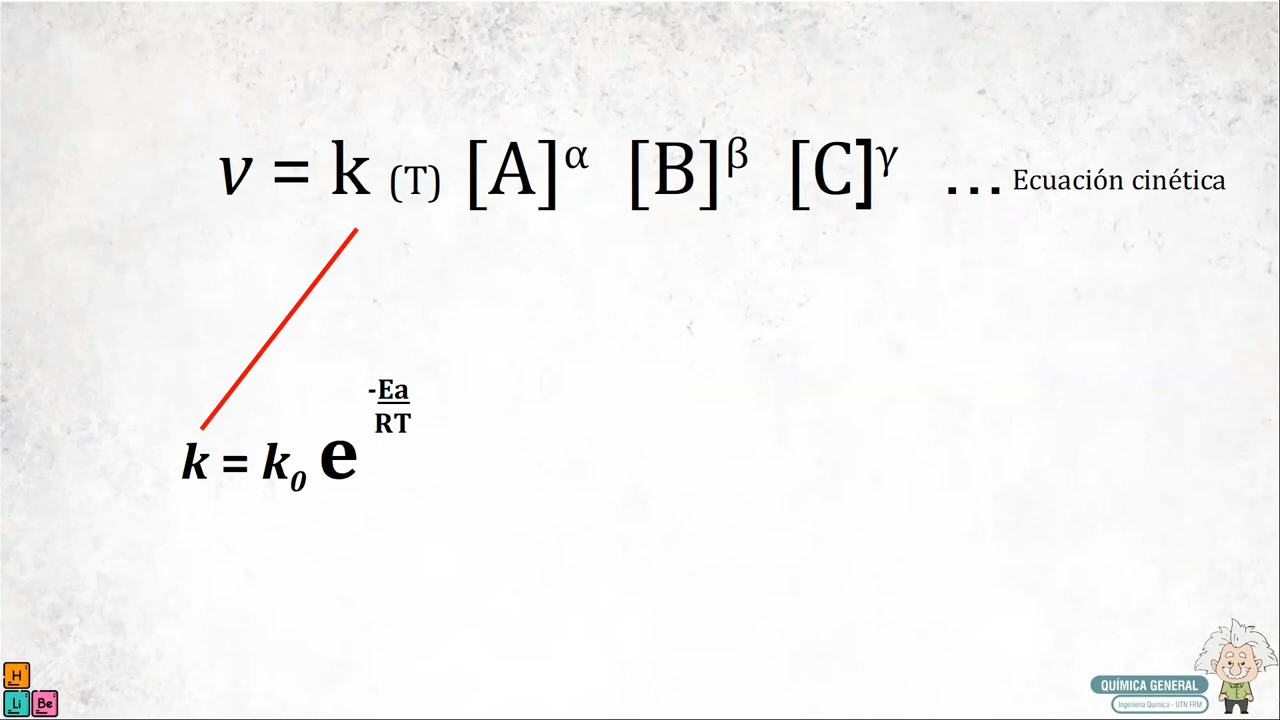 v = k (T) [A]^α [B]^β [C]^γ ... Ecuación cinética
k = k₀ e^(-Ea/RT)
H
Li Be
QUÍMICA GENERAL
Ingeniería Química - UTN FRM